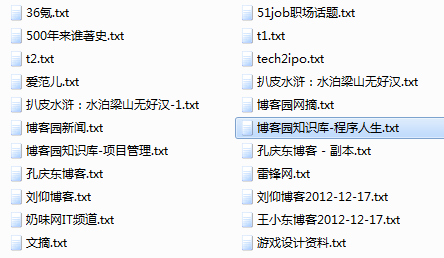 36氪.txt
51job职场话题.txt
500年来谁著史.txt
t1.txt
t2.txt
tech2ipo.txt
爱范儿.txt
扒皮水浒：水泊梁山无好汉.txt
扒皮水浒：水泊梁山无好汉-1.txt
博客园网摘.txt
博客园新闻.txt
博客园知识库-程序人生.txt
博客园知识库-项目管理.txt
孔庆东博客 - 副本.txt
孔庆东博客.txt
雷锋网.txt
刘仰博客.txt
刘仰博客2012-12-17.txt
奶味网IT频道.txt
王小东博客2012-12-17.txt
文摘.txt
游戏设计资料.txt